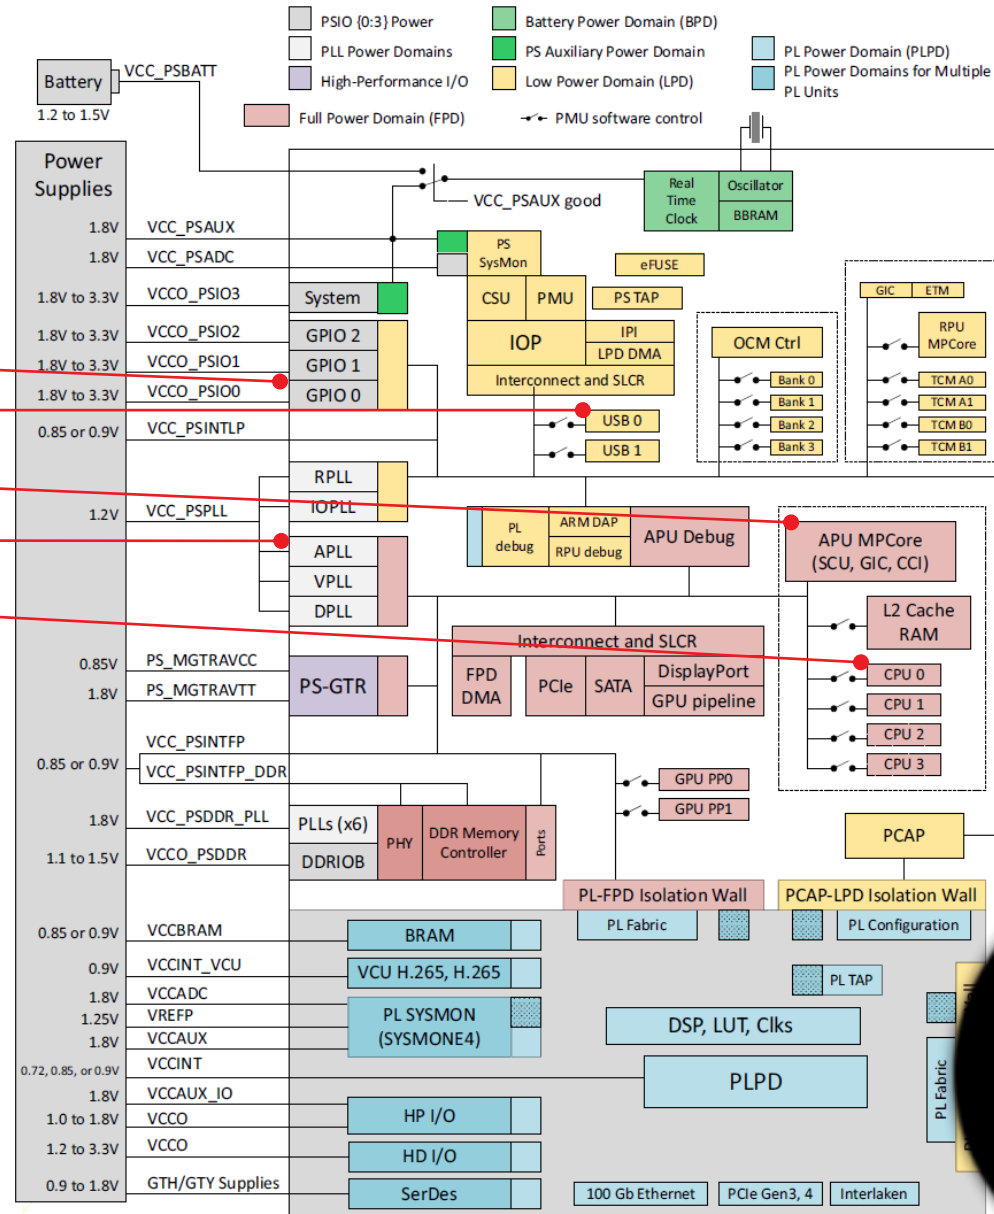 PSIO {0:3} Power
Battery Power Domain (BPD)
PLL Power Domains
PS Auxiliary Power Domain
PL Power Domain (PLPD)
High-Performance I/O
Low Power Domain (LPD)
PL Power Domains for Multiple
PL Units
Full Power Domain (FPD)
PMU software control
Battery
VCC_PSBATT
1.2 to 1.5V
Power
Supplies
VCC_PSAUX good
Real
Time
Clock
Oscillator
BBRAM
1.8V
VCC_PSAUX
1.8V
VCC_PSADC
PS
SysMon
eFUSE
1.8V to 3.3V
VCCO_PSIO3
System
CSU
PMU
PS TAP
GIC
ETM
1.8V to 3.3V
VCCO_PSIO2
GPIO 2
IOP
IPI
LPD DMA
OCM Ctrl
RPU
MPCore
1.8V to 3.3V
VCCO_PSIO1
GPIO 1
Interconnect and SLCR
1.8V to 3.3V
VCCO_PSIO0
GPIO 0
Bank 0
Bank 1
Bank 2
Bank 3
TCM A0
TCM A1
TCM B0
TCM B1
0.85 or 0.9V
VCC_PSINTLP
USB 0
USB 1
RPLL
IOPLL
1.2V
VCC_PSPLL
APLL
VPLL
DPLL
PL
debug
ARM DAP
RPU debug
APU Debug
APU MPCore
(SCU, GIC, CCI)
L2 Cache
RAM
CPU 0
CPU 1
CPU 2
CPU 3
Interconnect and SLCR
FPD
DMA
PCIe
SATA
DisplayPort
GPU pipeline
0.85V
PS_MGTRAVCC
1.8V
PS_MGTRAVTT
PS-GTR
VCC_PSINTFP
0.85 or 0.9V
VCC_PSINTFP_DDR
GPU PP0
GPU PP1
1.8V
VCC_PSDDR_PLL
PLLs (x6)
PHY
DDR Memory
Controller
Ports
1.1 to 1.5V
VCCO_PSDDR
DDRIOB
PCAP
PL-FPD Isolation Wall
PCAP-LPD Isolation Wall
PL Fabric
PL Configuration
0.85 or 0.9V
VCCBRAM
BRAM
0.9V
VCCINT_VCU
VCU H.265, H.265
PL TAP
1.8V
VCCADC
1.25V
VREFP
1.8V
VCCAUX
PL SYSMON
(SYSMONE4)
DSP, LUT, Clks
0.72, 0.85, or 0.9V
VCCINT
PLPD
PL Fabric
1.8V
VCCAUX_IO
1.0 to 1.8V
VCCO
HP I/O
1.2 to 3.3V
VCCO
HD I/O
0.9 to 1.8V
GTH/GTY Supplies
SerDes
100 Gb Ethernet
PCIe Gen3, 4
Interlaken